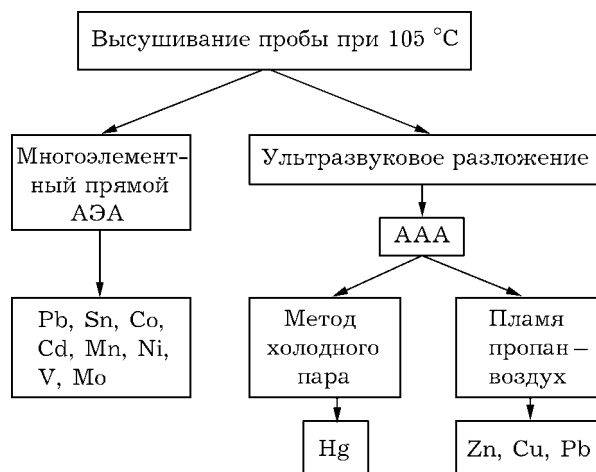 Высушивание пробы при 105 °С
Многоэлемент-
ный прямой
АЭА
Ультразвуковое разложение
ААА
Pb, Sn, Co,
Cd, Mn, Ni,
V, Mo
Метод
холодного
пара
Пламя
пропан –
воздух
Hg
Zn, Cu, Pb